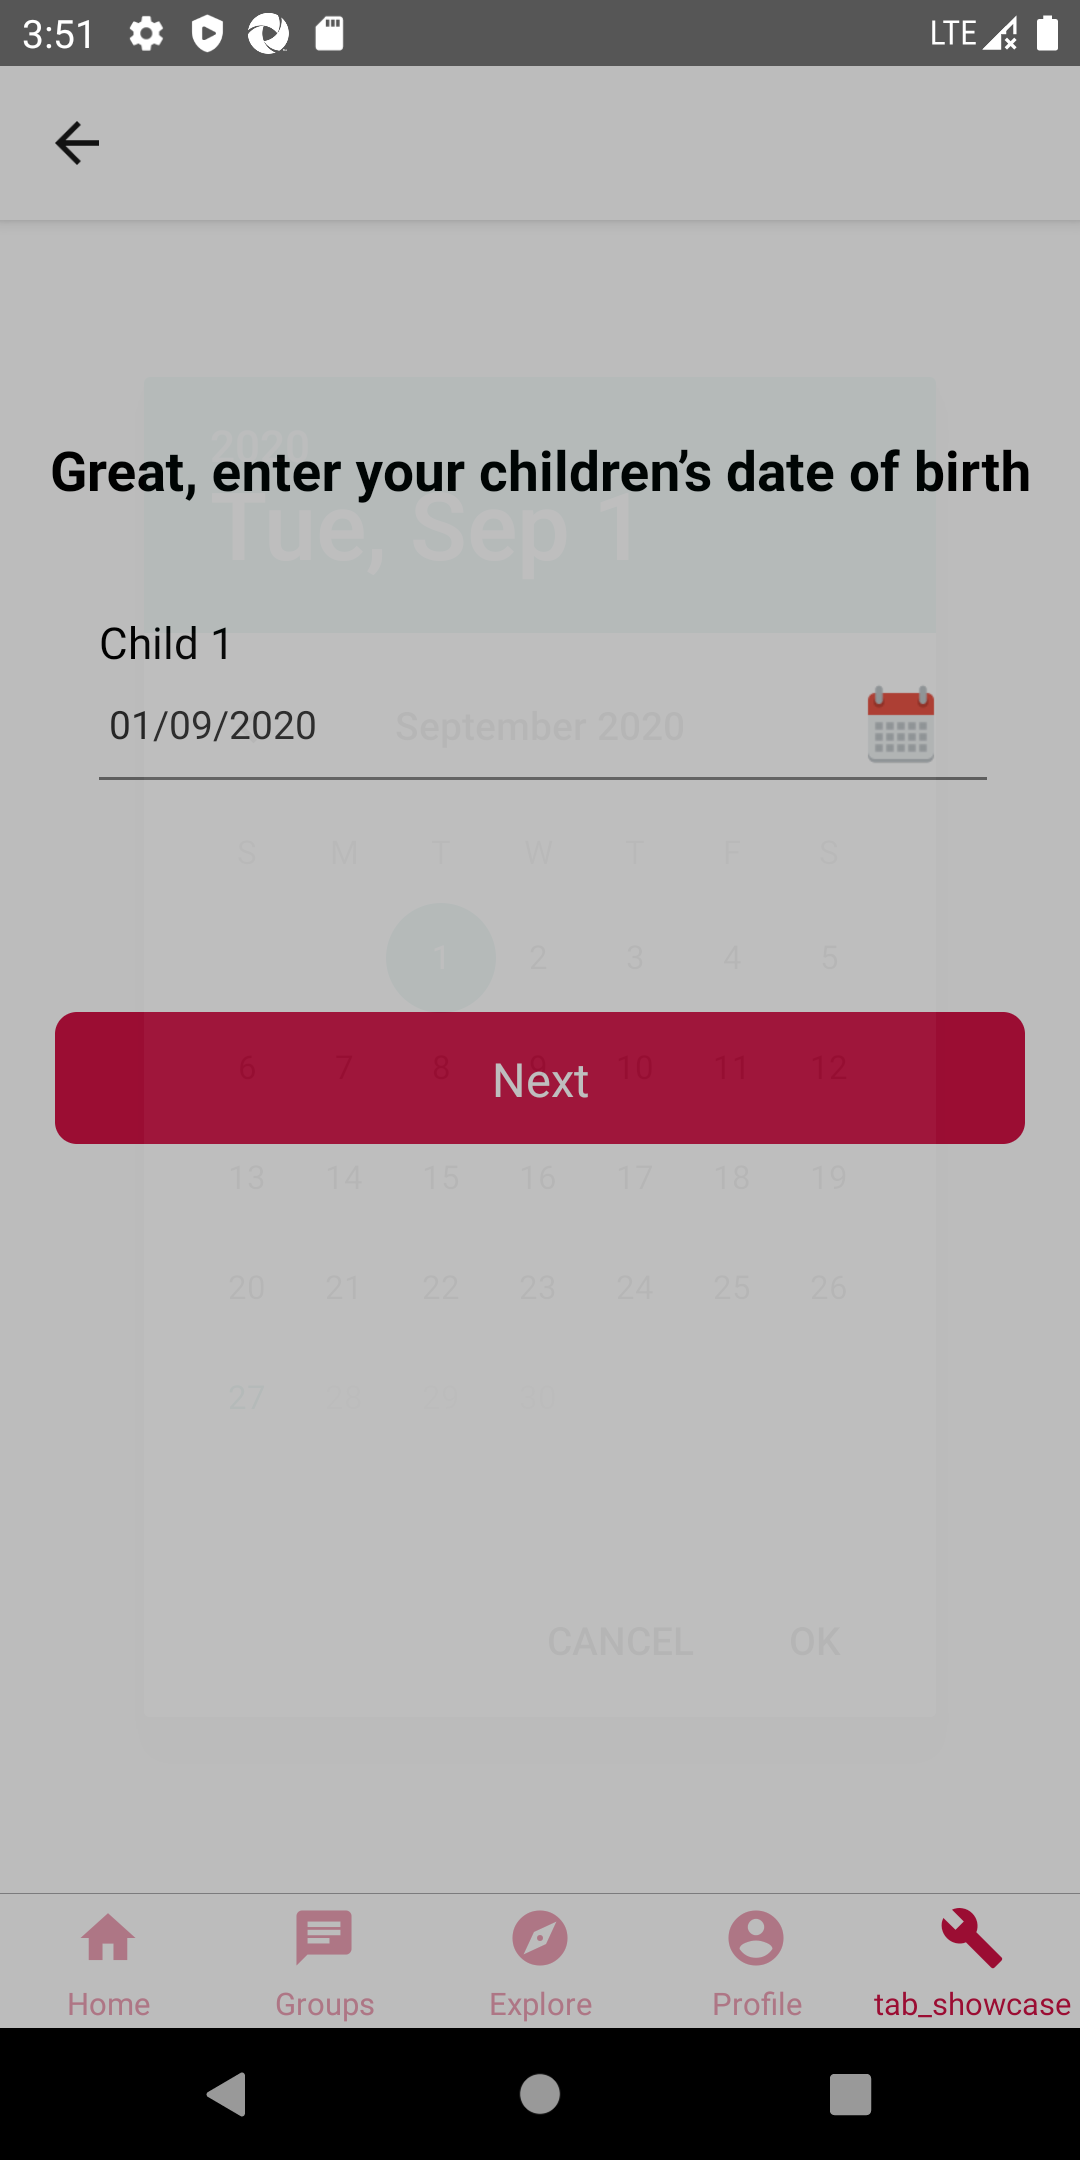 3:51 LTE
2020
Great, enter your children's date of birth
Tue, Sep 1
Child 1
01/09/2020
September 2020
S M T W T F S
1 2 3 4 5
6 7 8 9 10 11 12
Next
13 14 15 16 17 18 19
20 21 22 23 24 25 26
27 28 29 30
CANCEL OK
Home Groups Explore Profile tab_showcase